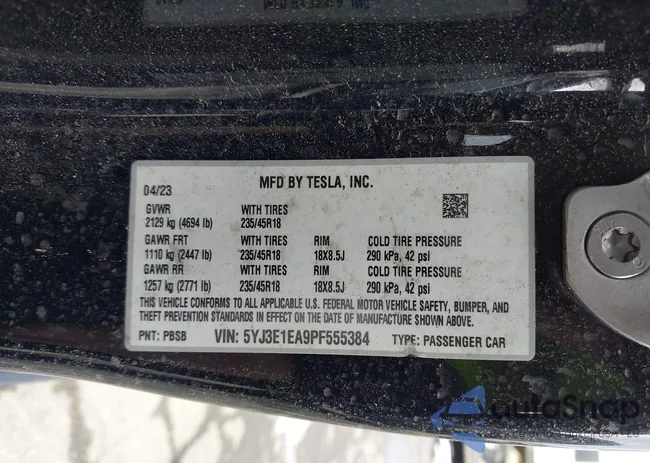 04/23 MFD BY TESLA, INC.
GVWR WITH TIRES
2129 kg (4694 lb) 235/45R18
GAWR FRT WITH TIRES RIM COLD TIRE PRESSURE
1110 kg (2447 lb) 235/45R18 18X8.5J 290 kPa, 42 psi
GAWR RR WITH TIRES RIM COLD TIRE PRESSURE
1257 kg (2771 lb) 235/45R18 18X8.5J 290 kPa, 42 psi
THIS VEHICLE CONFORMS TO ALL APPLICABLE U.S. FEDERAL MOTOR VEHICLE SAFETY, BUMPER, AND
THEFT PREVENTION STANDARDS IN EFFECT ON THE DATE OF MANUFACTURE SHOWN ABOVE.
PNT: PBSB VIN: 5YJ3E1EA9PF555384 TYPE: PASSENGER CAR
autoSnap